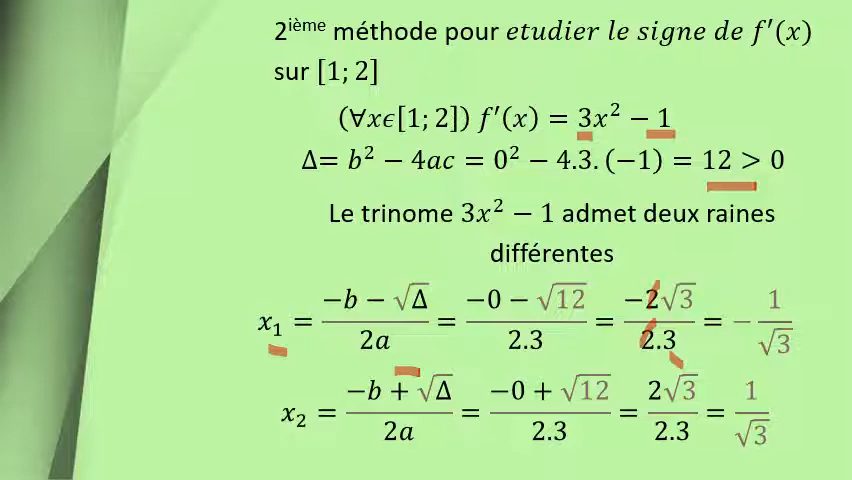 2ième méthode pour etudier le signe de f′(x)
sur [1; 2]
(∀xϵ[1; 2]) f′(x) = 3x² − 1
Δ= b² − 4ac = 0² − 4.3. (−1) = 12 > 0
Le trinome 3x² − 1 admet deux raines
différentes
x₁ = (−b − √Δ)/(2a) = (−0 − √12)/(2.3) = (−2√3)/(2.3) = − 1/√3
x₂ = (−b + √Δ)/(2a) = (−0 + √12)/(2.3) = (2√3)/(2.3) = 1/√3